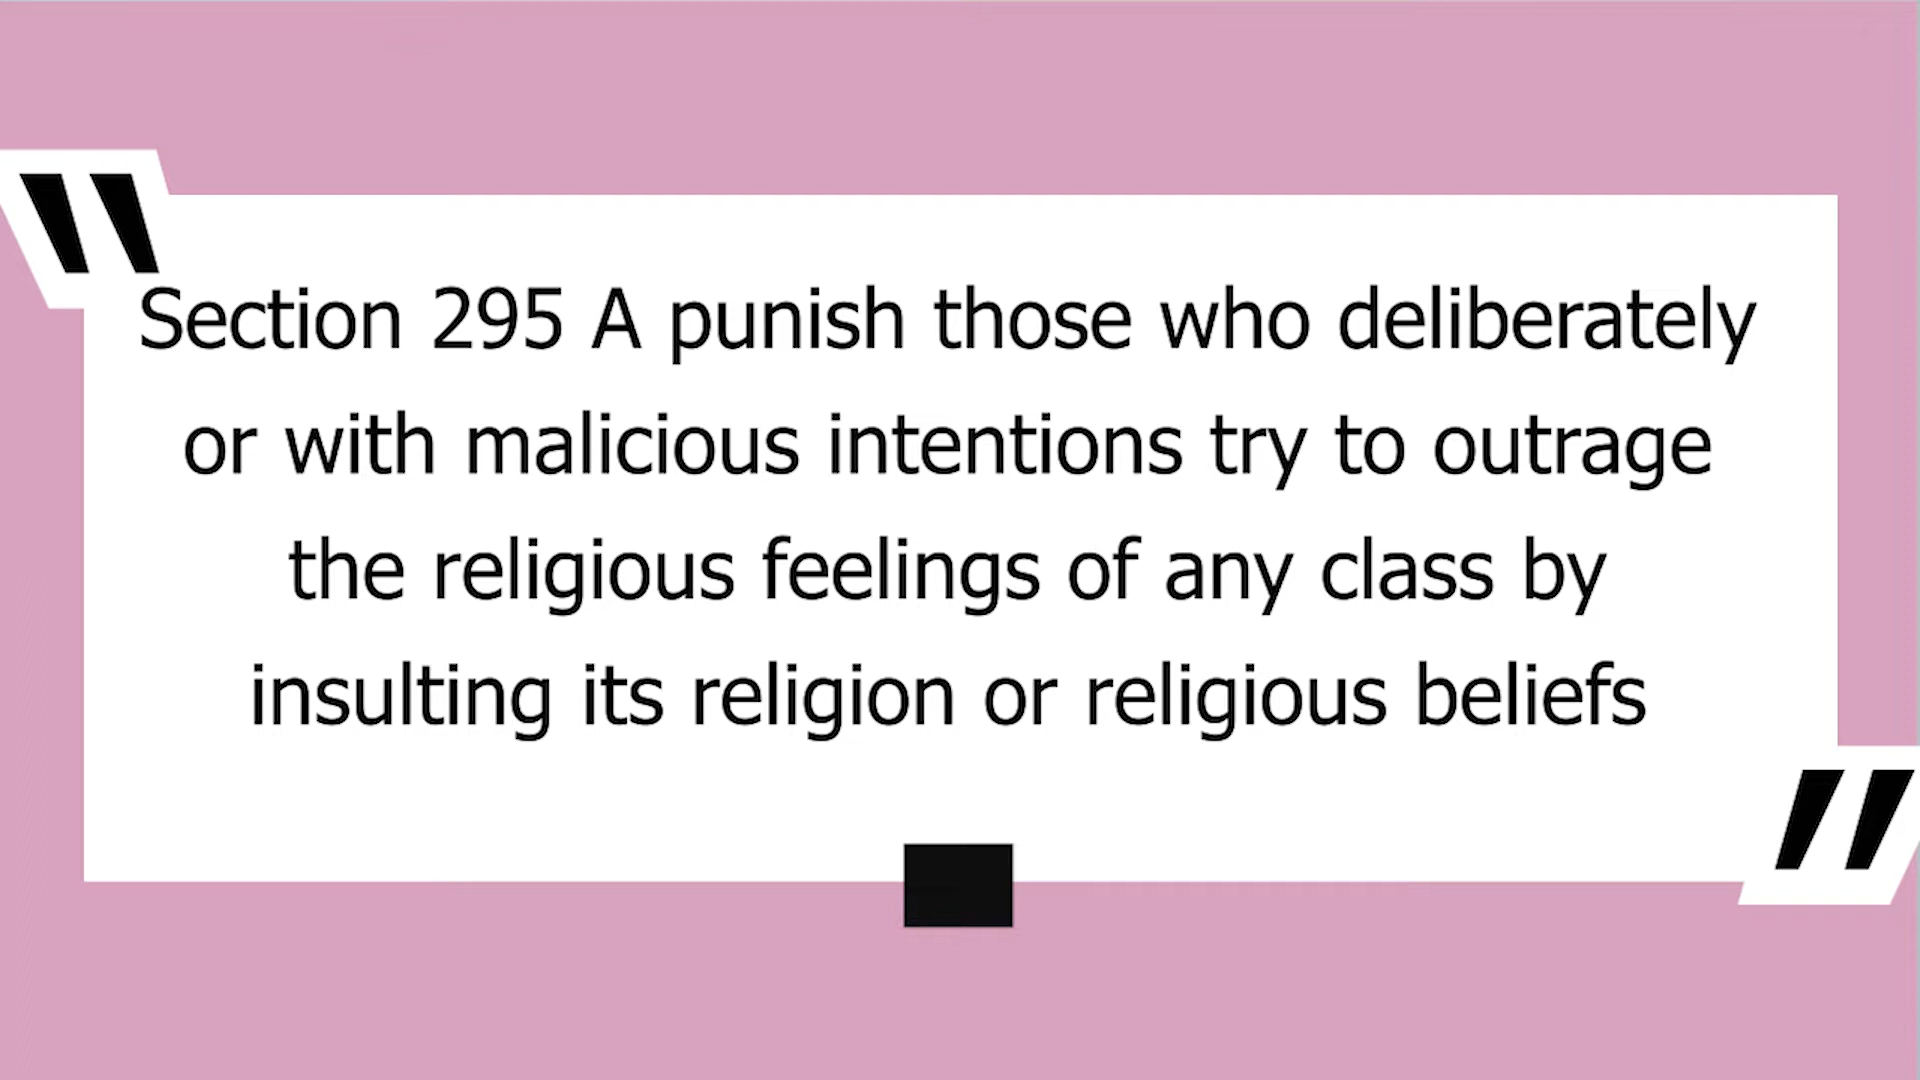 Section 295 A punish those who deliberately
or with malicious intentions try to outrage
the religious feelings of any class by
insulting its religion or religious beliefs